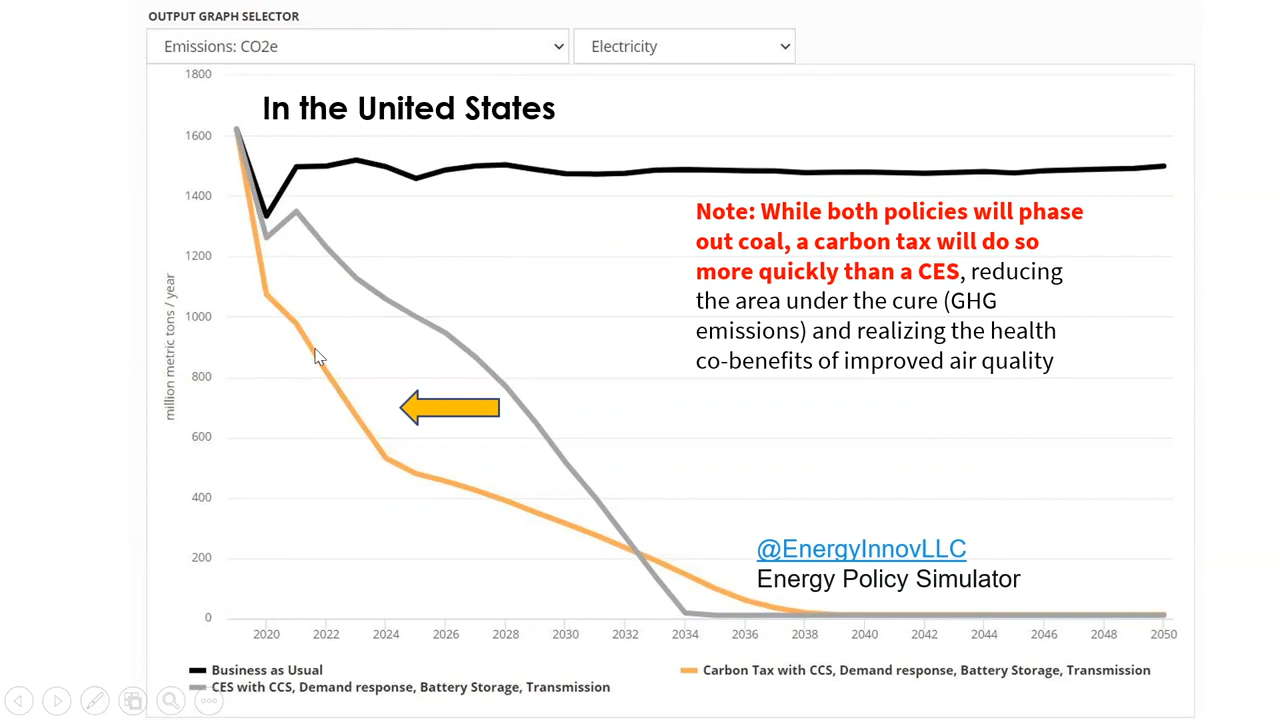 OUTPUT GRAPH SELECTOR
Emissions: CO2e
Electricity
1800
1600
1400
1200
1000
800
600
400
200
0
million metric tons / year
In the United States
Note: While both policies will phase
out coal, a carbon tax will do so
more quickly than a CES, reducing
the area under the cure (GHG
emissions) and realizing the health
co-benefits of improved air quality
@EnergyInnovLLC
Energy Policy Simulator
2020 2022 2024 2026 2028 2030 2032 2034 2036 2038 2040 2042 2044 2046 2048 2050
Business as Usual
Carbon Tax with CCS, Demand response, Battery Storage, Transmission
CES with CCS, Demand response, Battery Storage, Transmission